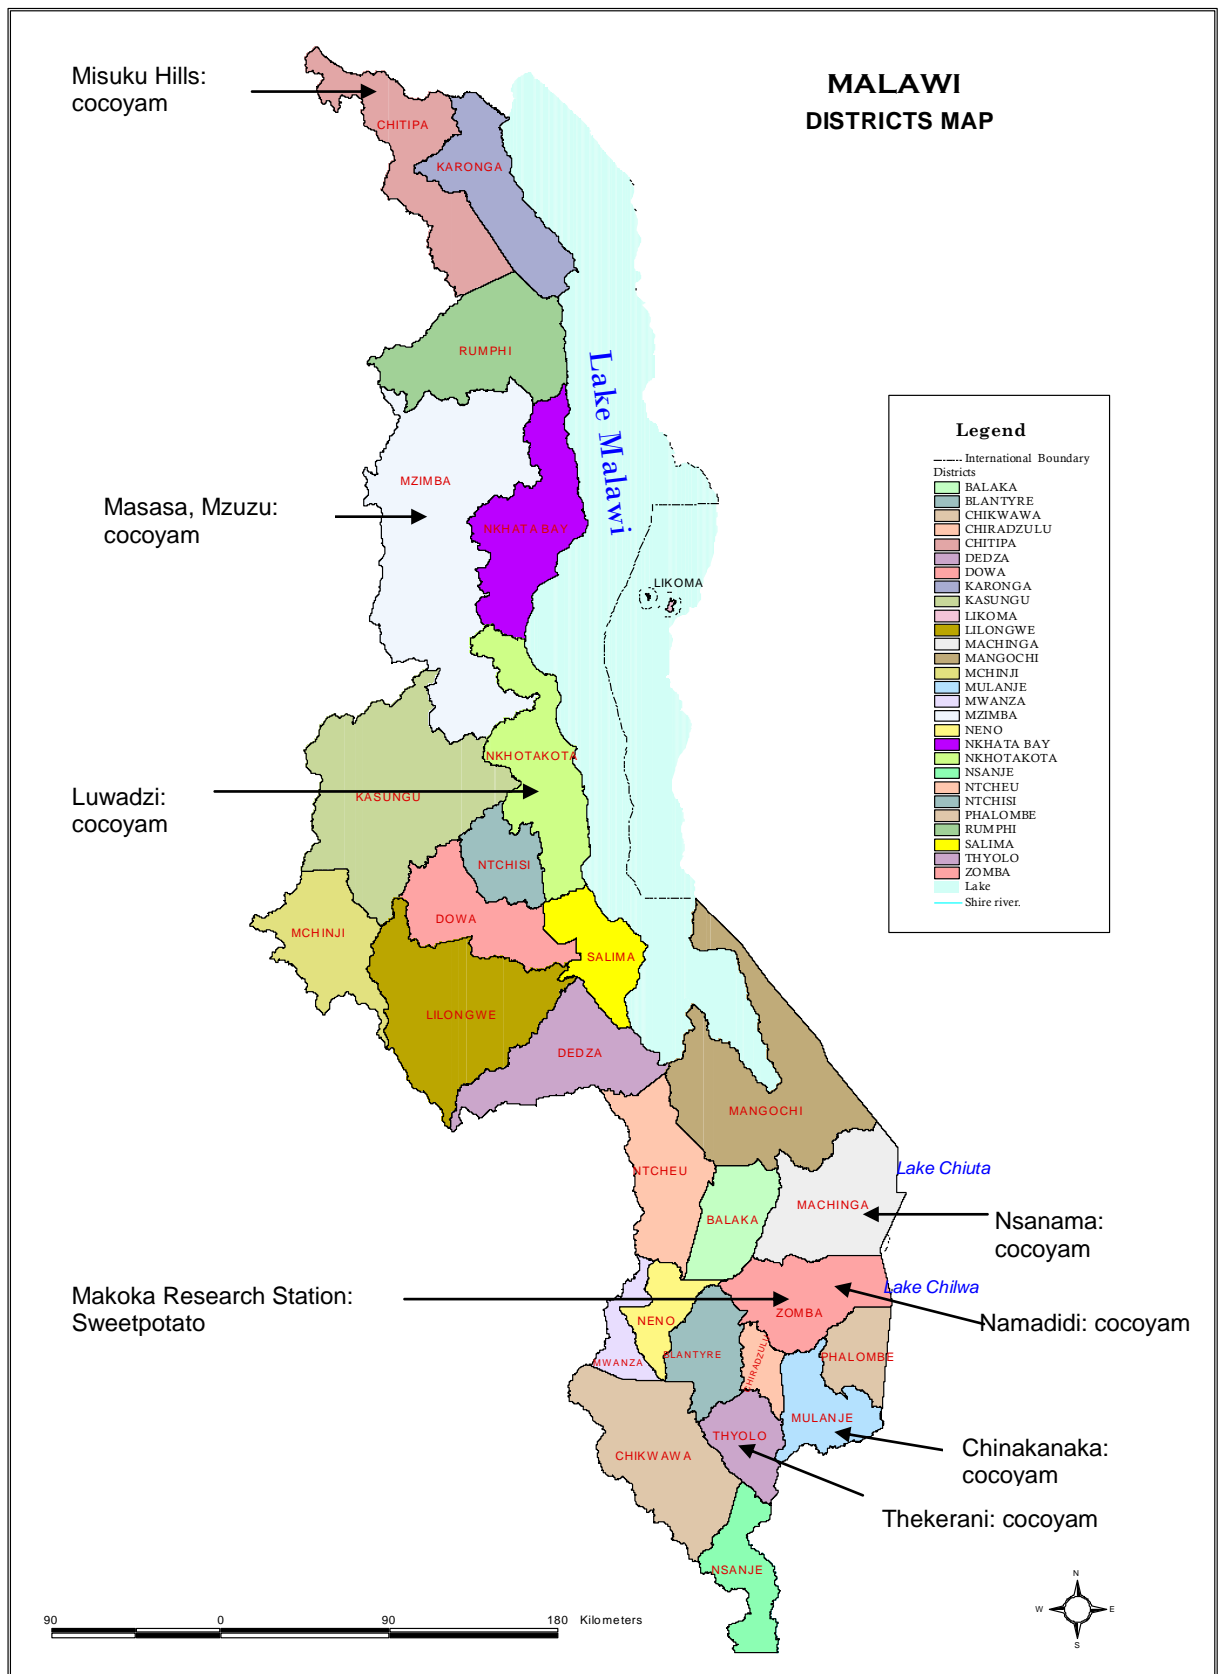 MALAWI
DISTRICTS MAP
Misuku Hills:
cocoyam
CHITIPA
KARONGA
RUMPHI
Lake Malawi
MZIMBA
Masasa, Mzuzu:
cocoyam
NKHATA BAY
LIKOMA
NKHOTAKOTA
Luwadzi:
cocoyam
KASUNGU
NTCHISI
DOWA
MCHINJI
SALIMA
LILONGWE
DEDZA
MANGOCHI
NTCHEU
Lake Chiuta
MACHINGA
BALAKA
Nsanama:
cocoyam
Makoka Research Station:
Sweetpotato
Lake Chilwa
ZOMBA
NENO
Namadidi: cocoyam
BLANTYRE
MWANZA
CHIRADZULU
PHALOMBE
MULANJE
THYOLO
CHIKWAWA
Chinakanaka:
cocoyam
Thekerani: cocoyam
NSANJE
Legend
International Boundary
Districts
BALAKA
BLANTYRE
CHIKWAWA
CHIRADZULU
CHITIPA
DEDZA
DOWA
KARONGA
KASUNGU
LIKOMA
LILONGWE
MACHINGA
MANGOCHI
MCHINJI
MULANJE
MWANZA
MZIMBA
NENO
NKHATA BAY
NKHOTAKOTA
NSANJE
NTCHEU
NTCHISI
PHALOMBE
RUMPHI
SALIMA
THYOLO
ZOMBA
Lake
Shire river.
90 0 90 180 Kilometers
N
W E
S